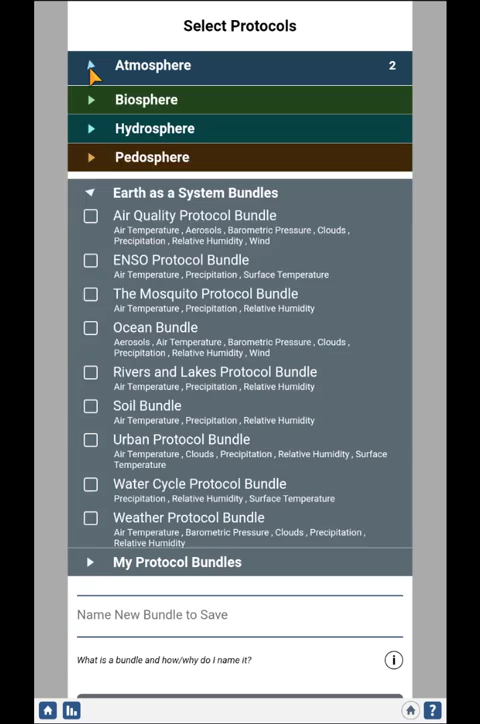 Select Protocols
Atmosphere 2
Biosphere
Hydrosphere
Pedosphere
Earth as a System Bundles
Air Quality Protocol Bundle
Air Temperature , Aerosols , Barometric Pressure , Clouds ,
Precipitation , Relative Humidity , Wind
ENSO Protocol Bundle
Air Temperature , Precipitation , Surface Temperature
The Mosquito Protocol Bundle
Air Temperature , Precipitation , Relative Humidity
Ocean Bundle
Aerosols , Air Temperature , Barometric Pressure , Clouds ,
Precipitation , Relative Humidity , Wind
Rivers and Lakes Protocol Bundle
Air Temperature , Precipitation , Relative Humidity
Soil Bundle
Air Temperature , Precipitation , Relative Humidity
Urban Protocol Bundle
Air Temperature , Clouds , Precipitation , Relative Humidity , Surface
Temperature
Water Cycle Protocol Bundle
Precipitation , Relative Humidity , Surface Temperature
Weather Protocol Bundle
Air Temperature , Barometric Pressure , Clouds , Precipitation ,
Relative Humidity
My Protocol Bundles
Name New Bundle to Save
What is a bundle and how/why do I name it? i
?